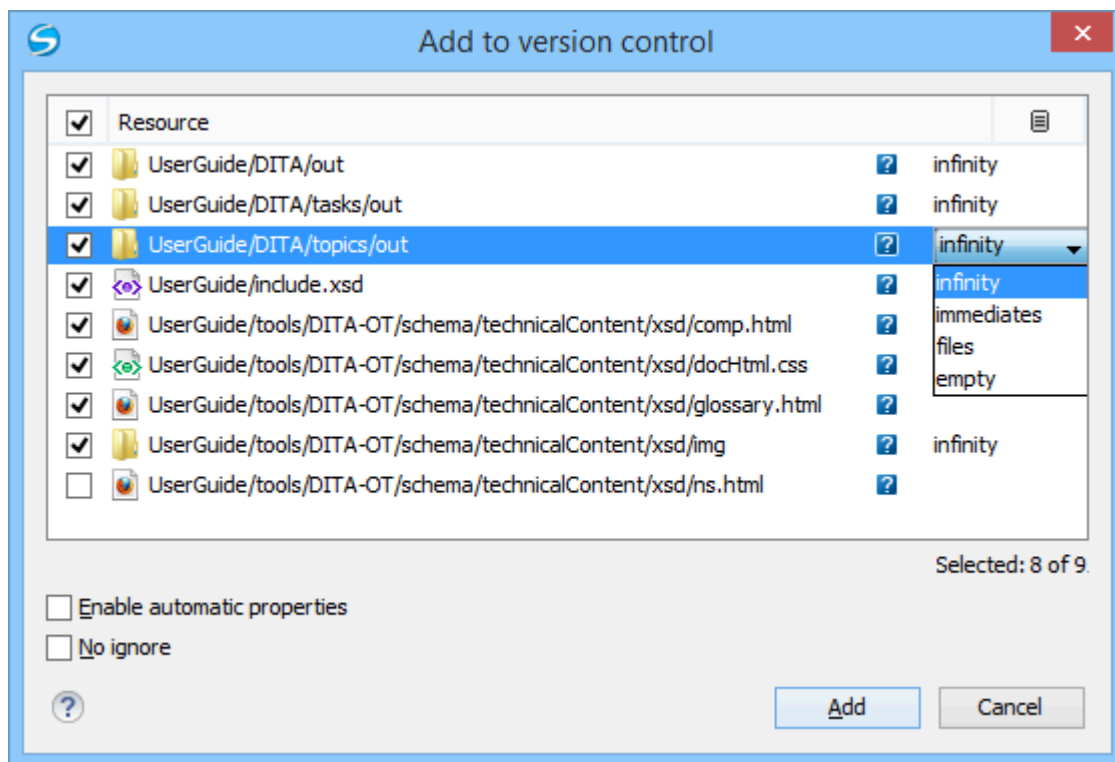 Add to version control
Resource
UserGuide/DITA/out ? infinity
UserGuide/DITA/tasks/out ? infinity
UserGuide/DITA/topics/out ? infinity
UserGuide/include.xsd ? infinity
UserGuide/tools/DITA-OT/schema/technicalContent/xsd/comp.html ? immediates
files
UserGuide/tools/DITA-OT/schema/technicalContent/xsd/docHtml.css ? empty
UserGuide/tools/DITA-OT/schema/technicalContent/xsd/glossary.html ?
UserGuide/tools/DITA-OT/schema/technicalContent/xsd/img ? infinity
UserGuide/tools/DITA-OT/schema/technicalContent/xsd/ns.html ?
Selected: 8 of 9.
Enable automatic properties
No ignore
? Add Cancel